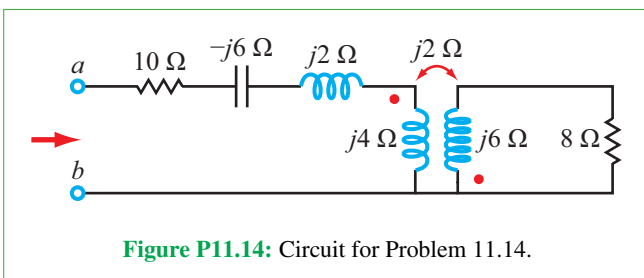 a
10 Ω
−j6 Ω
j2 Ω
j2 Ω
j4 Ω
j6 Ω
8 Ω
b
Figure P11.14: Circuit for Problem 11.14.